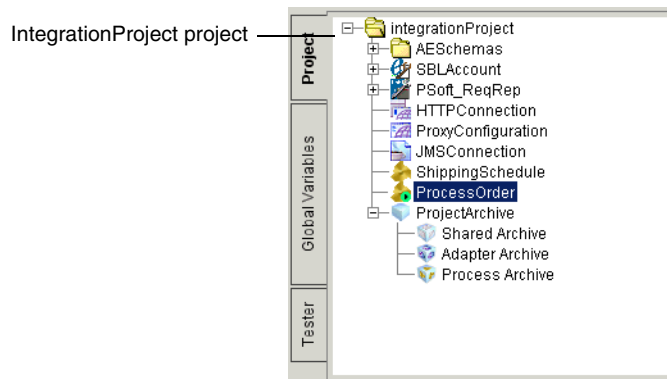 IntegrationProject project
Project
Global Variables
Tester
integrationProject
AESchemas
SBLAccount
PSoft_ReqRep
HTTPConnection
ProxyConfiguration
JMSConnection
ShippingSchedule
ProcessOrder
ProjectArchive
Shared Archive
Adapter Archive
Process Archive